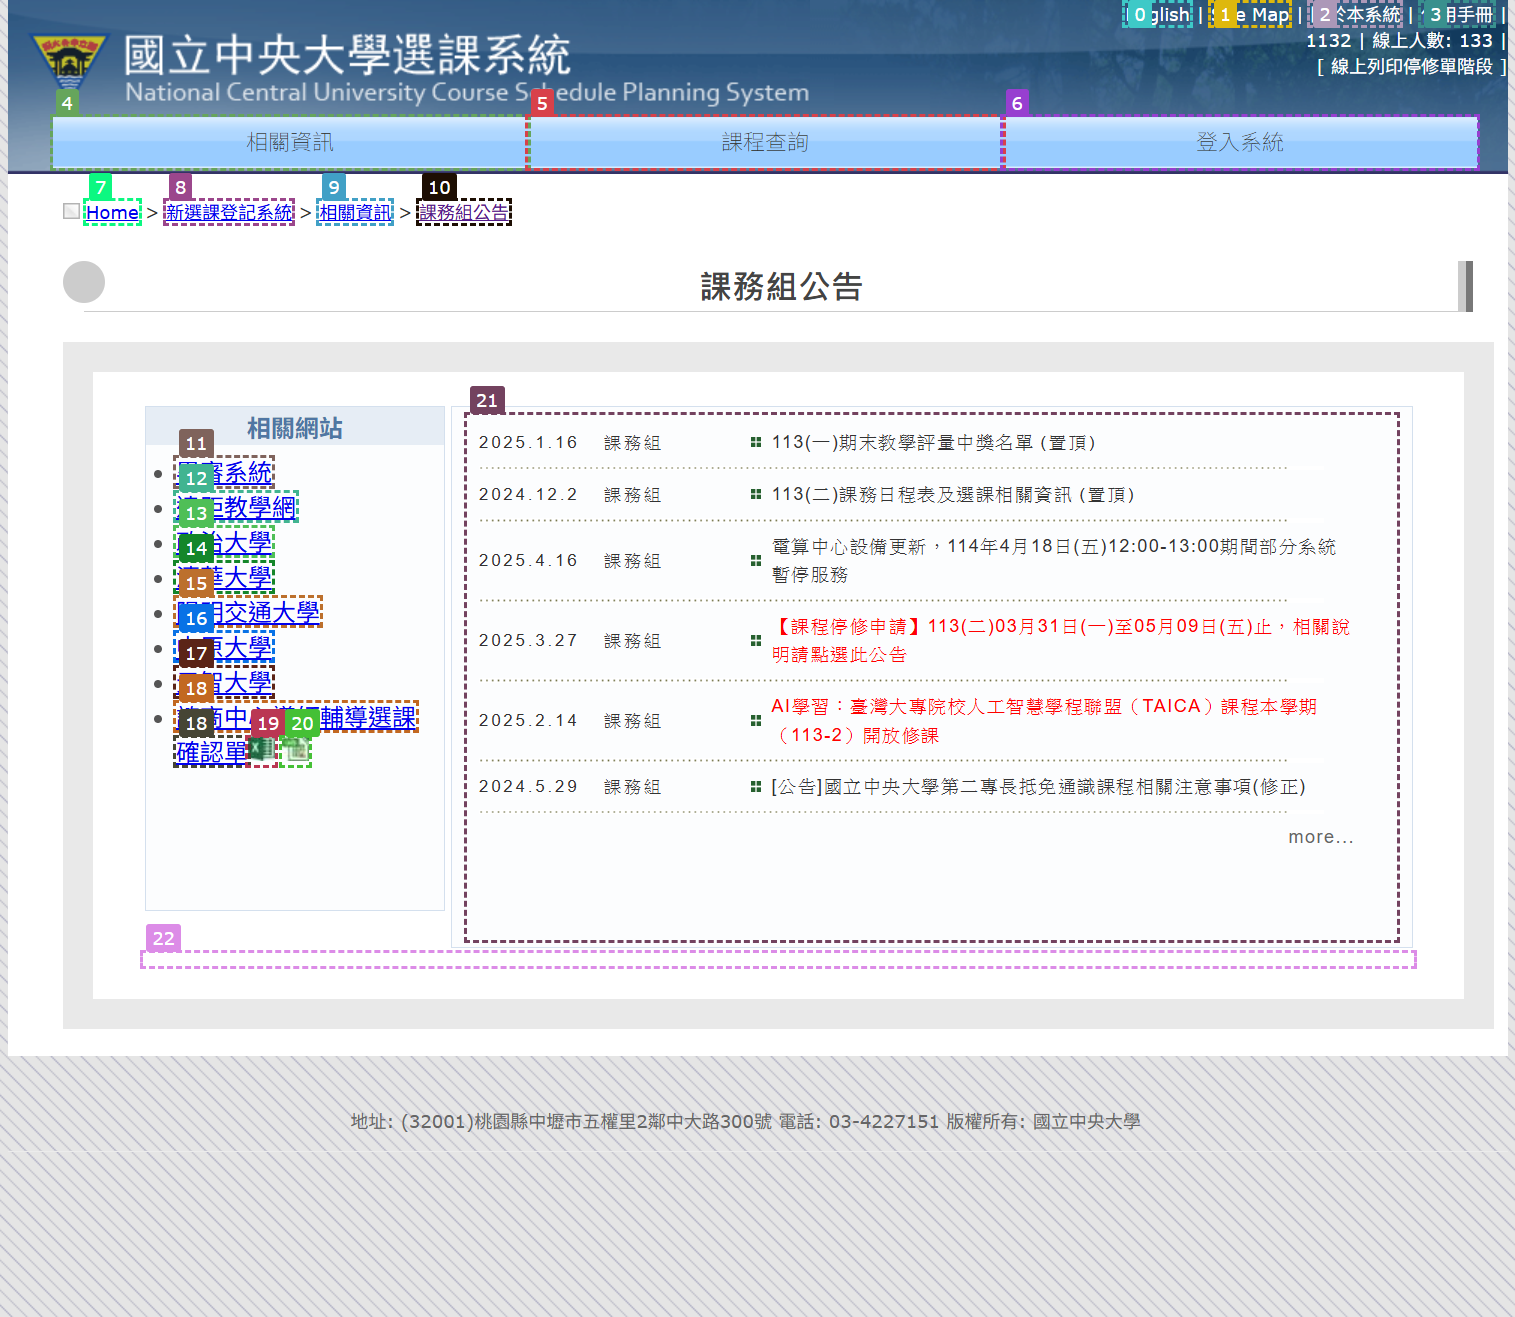 English | Site Map | 關於本系統 | 使用手冊 |
1132 | 線上人數: 133 |
[ 線上列印停修單階段 ]
國立中央大學選課系統
National Central University Course Schedule Planning System
0 1 2 3
4 5 6
相關資訊 課程查詢 登入系統
7 8 9 10
Home > 新選課登記系統 > 相關資訊 > 課務組公告
課務組公告
相關網站
11
系統
12
教學網
13
大學
14
大學
15
交通大學
16
大學
17
大學
18
輔導選課
18 19 20
確認單
21
2025.1.16 課務組 113(一)期末教學評量中獎名單 (置頂)
2024.12.2 課務組 113(二)課務日程表及選課相關資訊 (置頂)
2025.4.16 課務組 電算中心設備更新，114年4月18日(五)12:00-13:00期間部分系統
暫停服務
2025.3.27 課務組 【課程停修申請】113(二)03月31日(一)至05月09日(五)止，相關說
明請點選此公告
2025.2.14 課務組 AI學習：臺灣大專院校人工智慧學程聯盟（TAICA）課程本學期
（113-2）開放修課
2024.5.29 課務組 [公告]國立中央大學第二專長抵免通識課程相關注意事項(修正)
more...
22
地址: (32001)桃園縣中壢市五權里2鄰中大路300號 電話: 03-4227151 版權所有: 國立中央大學